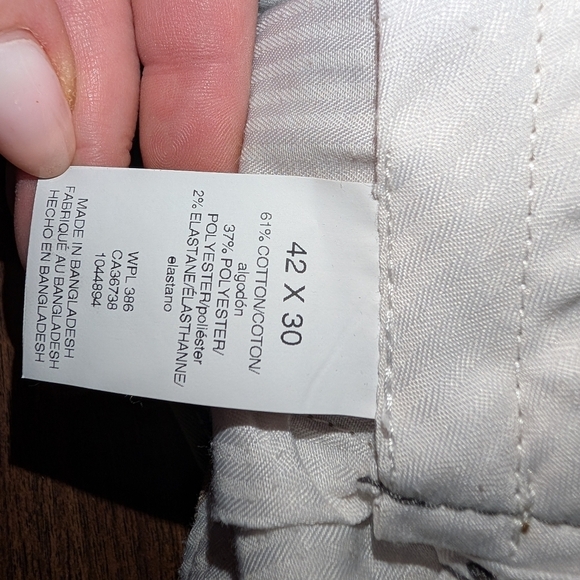 42 X 30
61% COTTON/COTON/
algodón
37% POLYESTER/
POLYESTER/poliéster
2% ELASTANE/ÉLASTHANNE/
elastano
WPL 386
CA36738
1044894
MADE IN BANGLADESH
FABRIQUÉ AU BANGLADESH
HECHO EN BANGLADESH